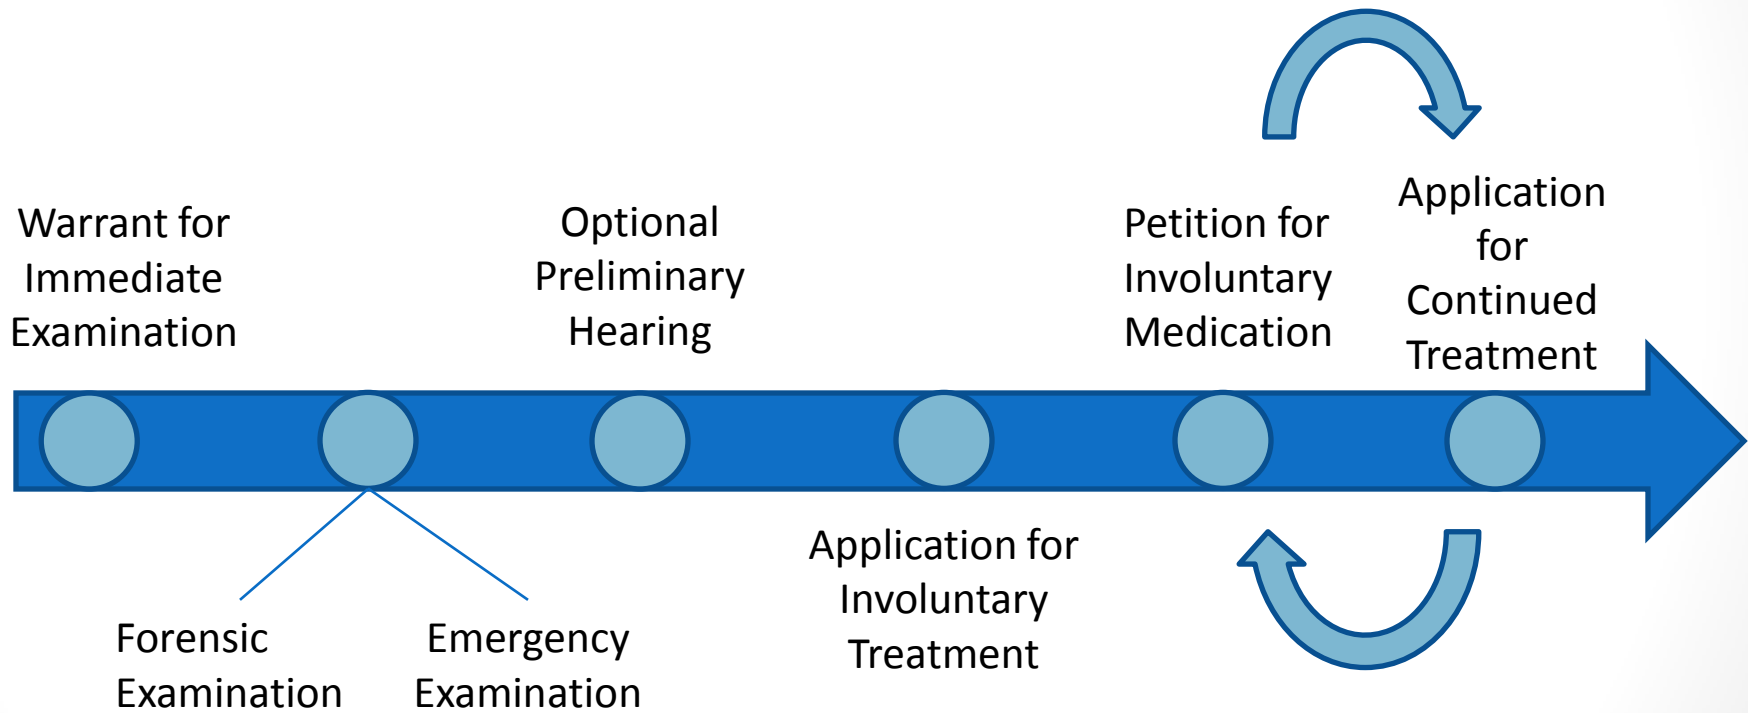 Warrant for
Immediate
Examination
Forensic
Examination
Emergency
Examination
Optional
Preliminary
Hearing
Application for
Involuntary
Treatment
Petition for
Involuntary
Medication
Application
for
Continued
Treatment